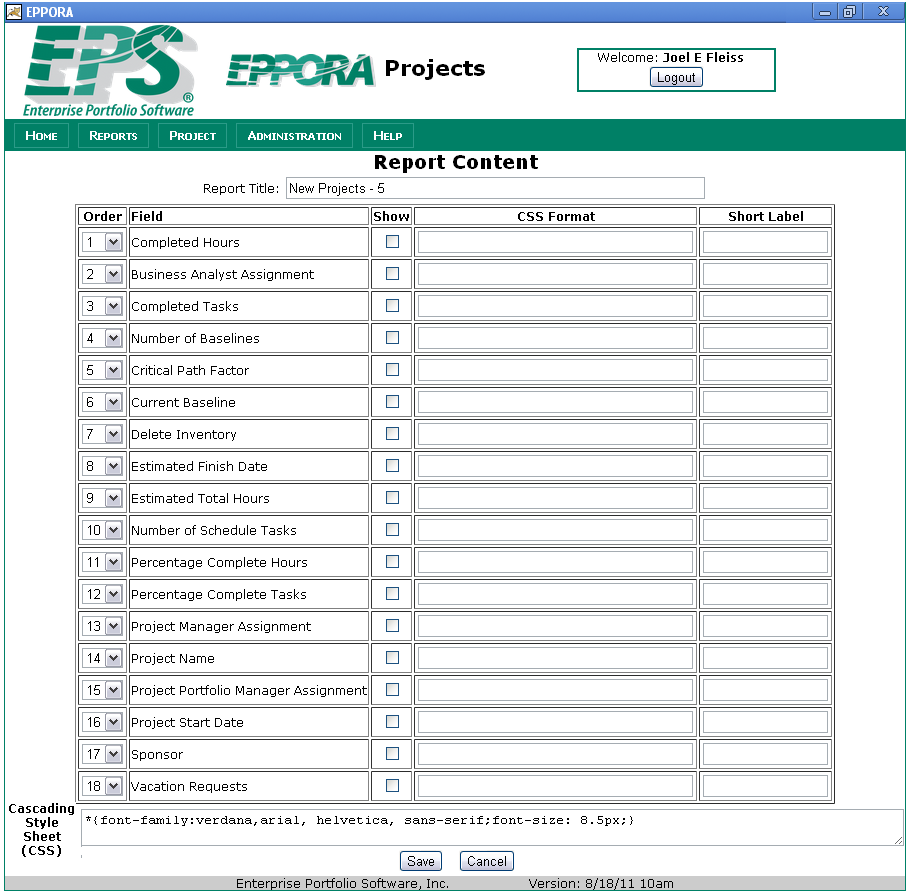 EPPORA
EPS®
Enterprise Portfolio Software
EPPORA Projects
Welcome: Joel E Fleiss
Logout
HOME REPORTS PROJECT ADMINISTRATION HELP
Report Content
Report Title: New Projects - 5
Order Field Show CSS Format Short Label
1 Completed Hours
2 Business Analyst Assignment
3 Completed Tasks
4 Number of Baselines
5 Critical Path Factor
6 Current Baseline
7 Delete Inventory
8 Estimated Finish Date
9 Estimated Total Hours
10 Number of Schedule Tasks
11 Percentage Complete Hours
12 Percentage Complete Tasks
13 Project Manager Assignment
14 Project Name
15 Project Portfolio Manager Assignment
16 Project Start Date
17 Sponsor
18 Vacation Requests
Cascading
Style
Sheet
(CSS)
*{font-family:verdana,arial, helvetica, sans-serif;font-size: 8.5px;}
Save Cancel
Enterprise Portfolio Software, Inc. Version: 8/18/11 10am